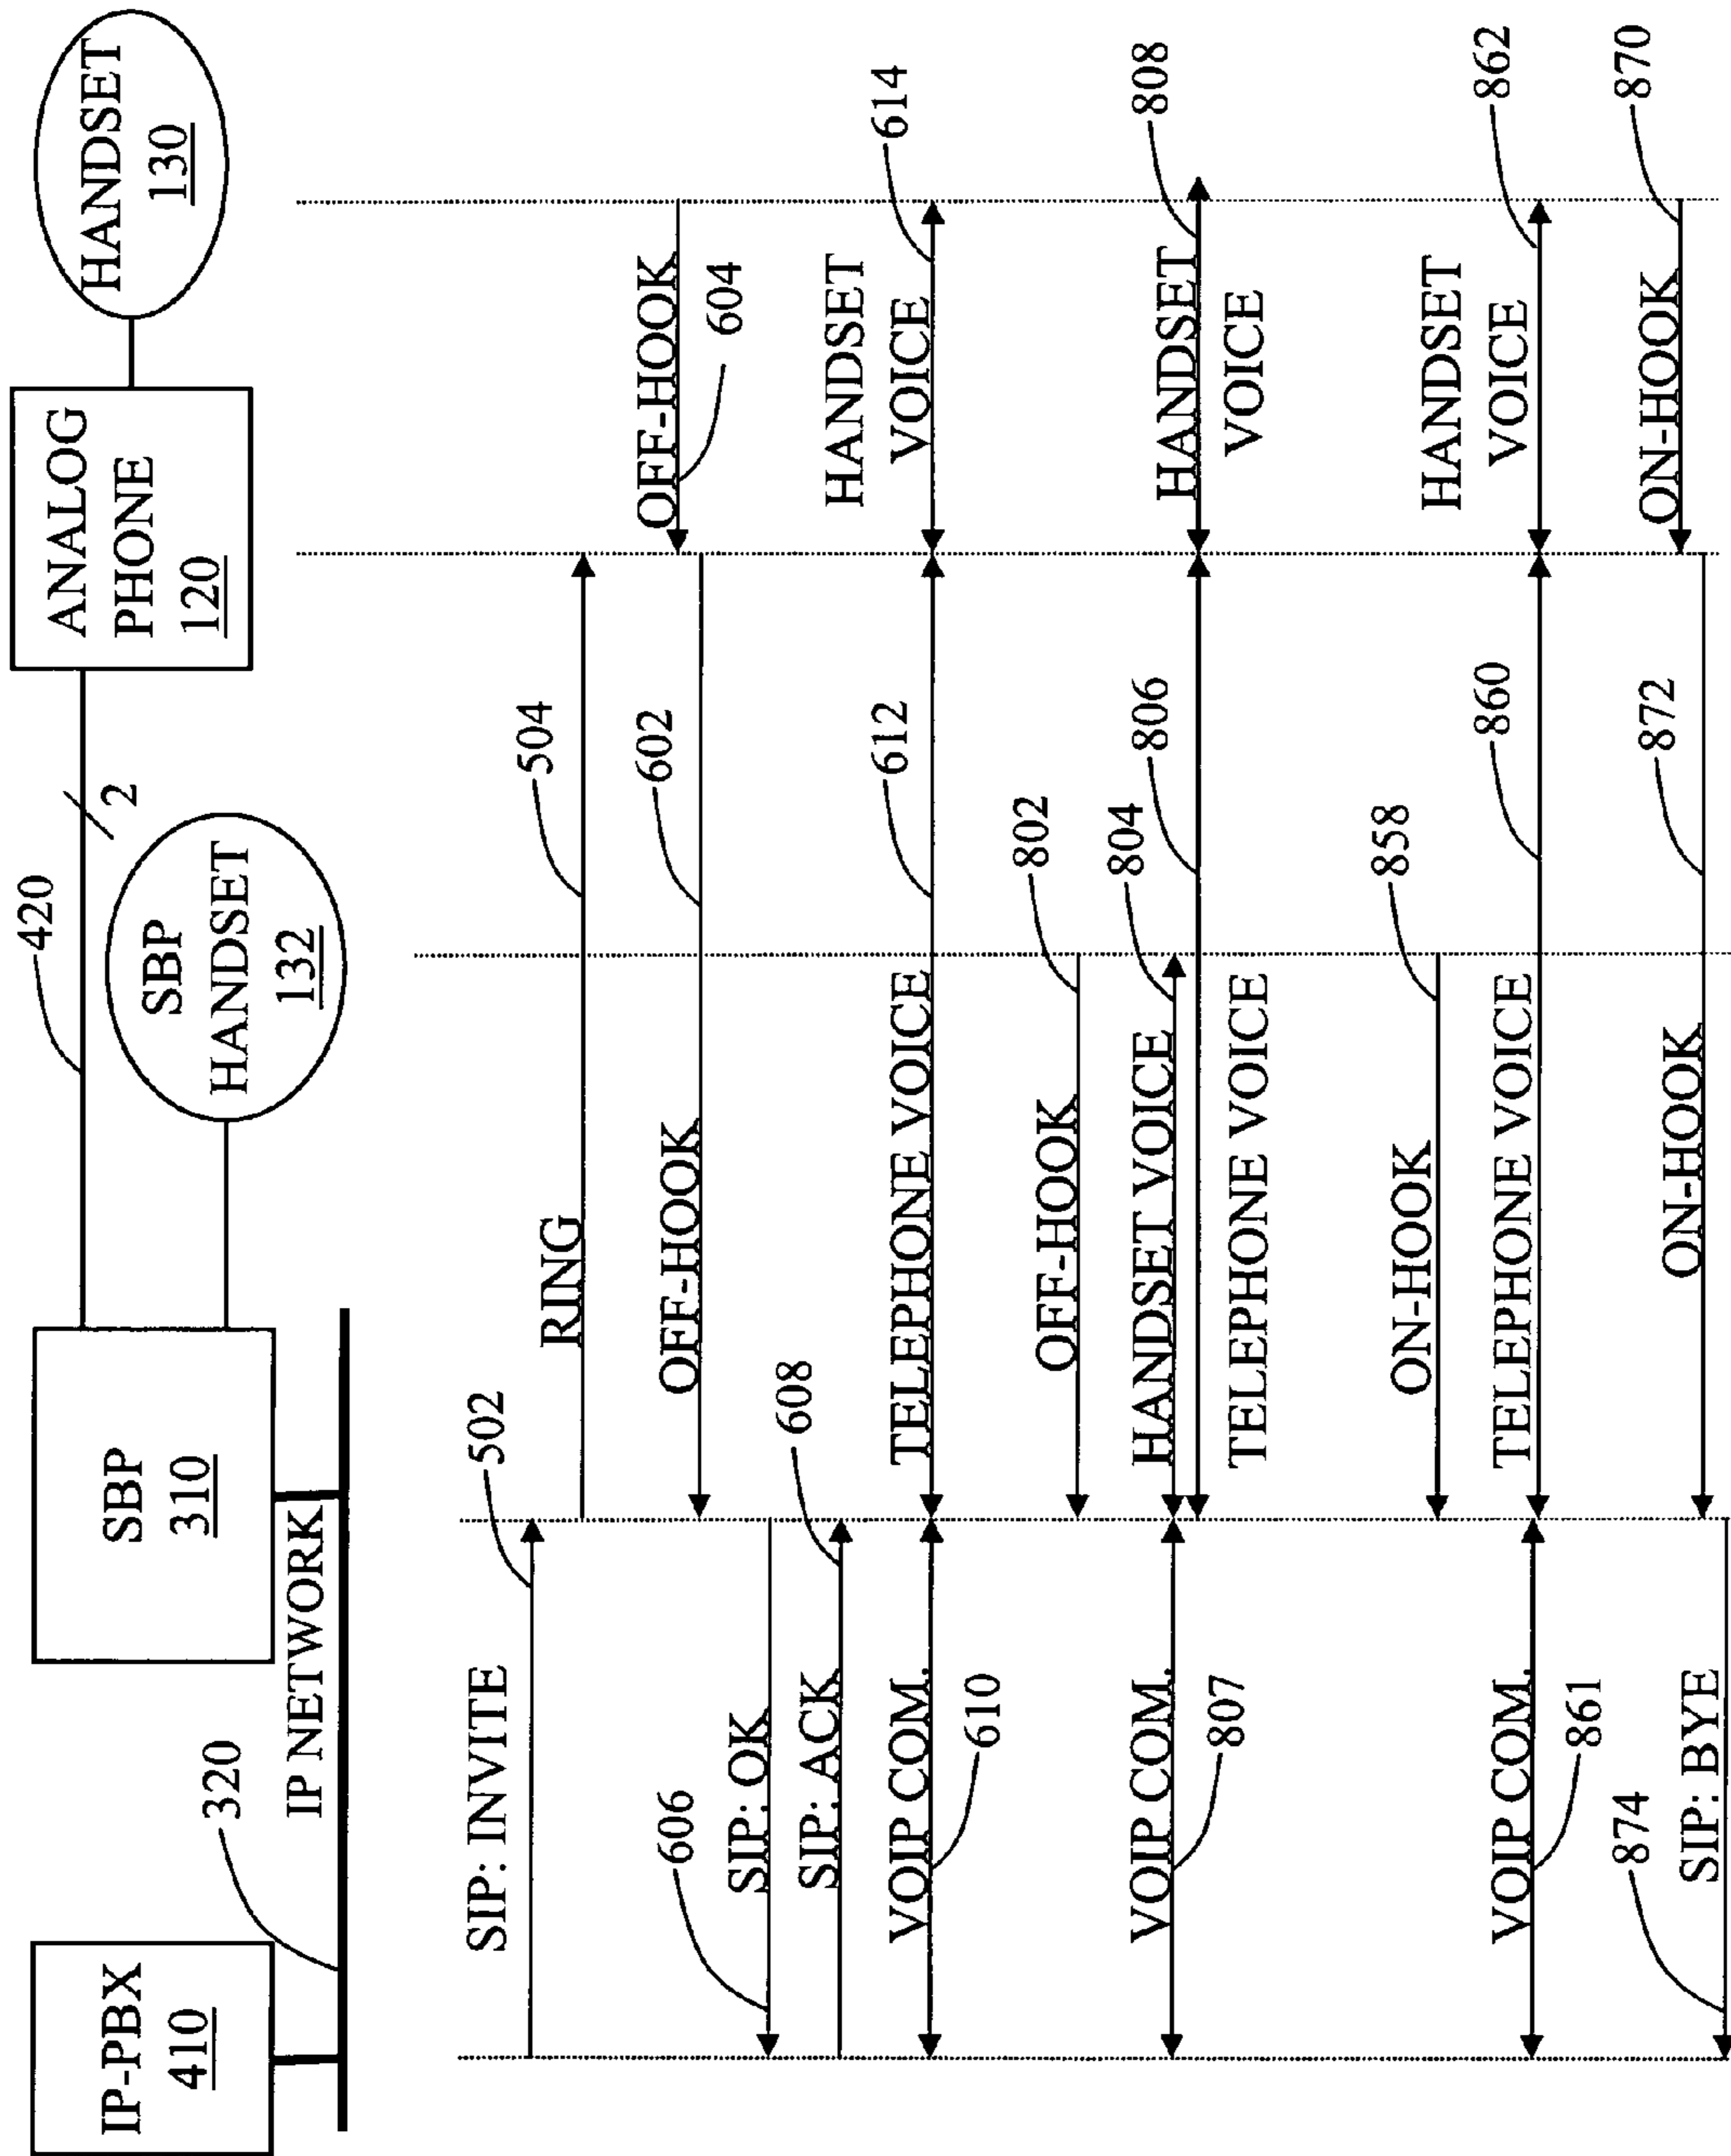 IP-PBX
410
SBP
310
SBP
HANDSET
132
ANALOG
PHONE
120
HANDSET
130
420
2
320
IP NETWORK
SIP: INVITE
502
RING
504
OFF-HOOK
604
OFF-HOOK
602
606
SIP: OK
SIP: ACK
608
VOIP COM.
610
TELEPHONE VOICE
612
HANDSET
VOICE
614
OFF-HOOK
802
VOIP COM.
807
HANDSET VOICE
804
TELEPHONE VOICE
806
HANDSET
VOICE
808
ON-HOOK
858
VOIP COM.
861
TELEPHONE VOICE
860
HANDSET
VOICE
862
ON-HOOK
870
ON-HOOK
872
874
SIP: BYE